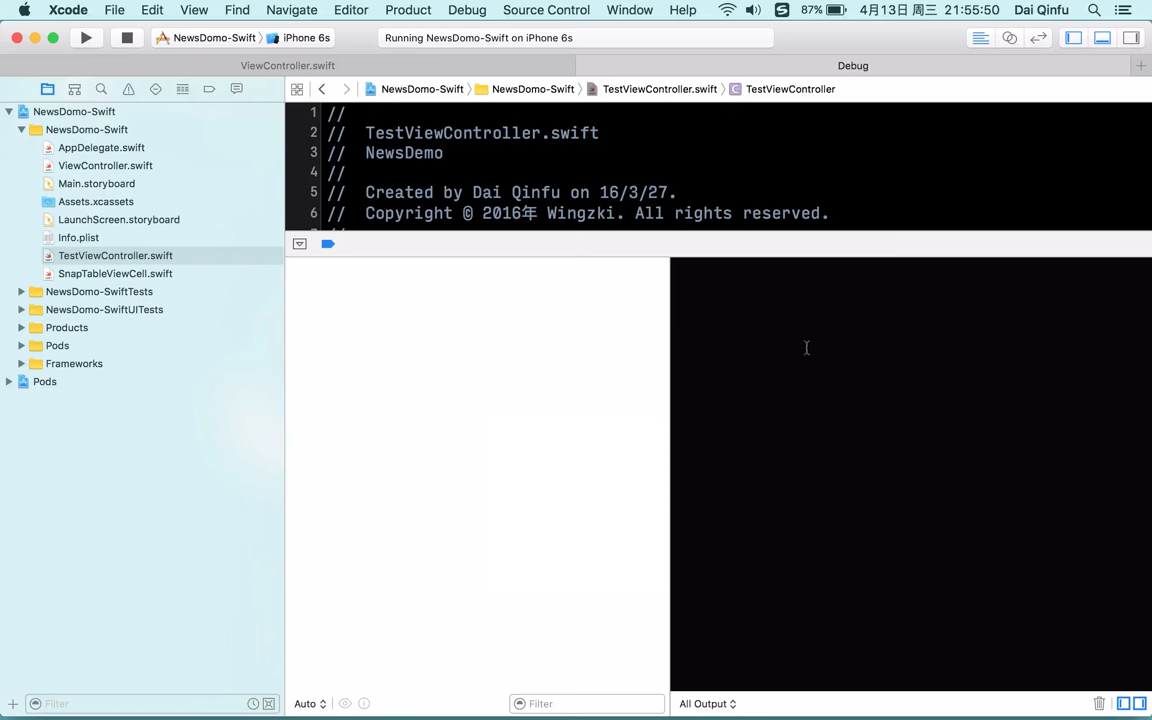 Xcode File Edit View Find Navigate Editor Product Debug Source Control Window Help 87% 4月13日 周三 21:55:50 Dai Qinfu
NewsDomo-Swift iPhone 6s Running NewsDomo-Swift on iPhone 6s
ViewController.swift Debug
NewsDomo-Swift NewsDomo-Swift TestViewController.swift C TestViewController
NewsDomo-Swift
NewsDomo-Swift
AppDelegate.swift
ViewController.swift
Main.storyboard
Assets.xcassets
LaunchScreen.storyboard
Info.plist
TestViewController.swift
SnapTableViewCell.swift
NewsDomo-SwiftTests
NewsDomo-SwiftUITests
Products
Pods
Frameworks
Pods
1 //
2 // TestViewController.swift
3 // NewsDemo
4 //
5 // Created by Dai Qinfu on 16/3/27.
6 // Copyright © 2016年 Wingzki. All rights reserved.
Filter Auto Filter All Output